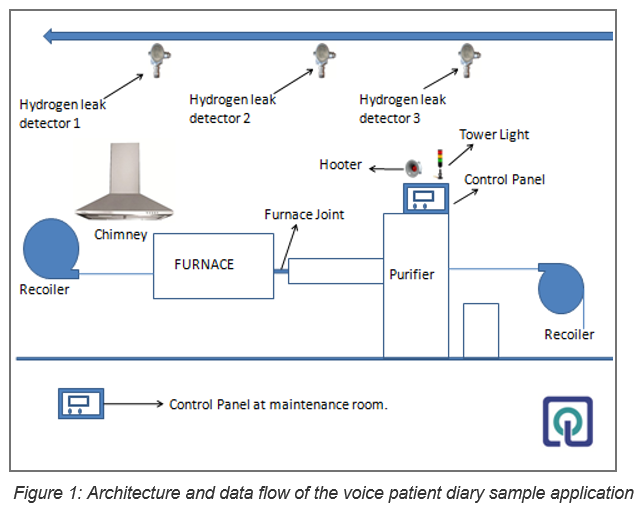 Hydrogen leak
detector 1
Hydrogen leak
detector 2
Hydrogen leak
detector 3
Tower Light
Hooter
Control Panel
Chimney
Furnace Joint
FURNACE
Purifier
Recoiler
Recoiler
Control Panel at maintenance room.
Figure 1: Architecture and data flow of the voice patient diary sample application